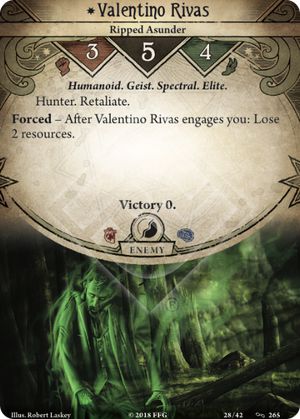 Valentino Rivas
Ripped Asunder
3 5 4
Humanoid. Geist. Spectral. Elite.
Hunter. Retaliate.
Forced – After Valentino Rivas engages you: Lose
2 resources.
Victory 0.
ENEMY
Illus. Robert Laskey © 2018 FFG 28/42 265